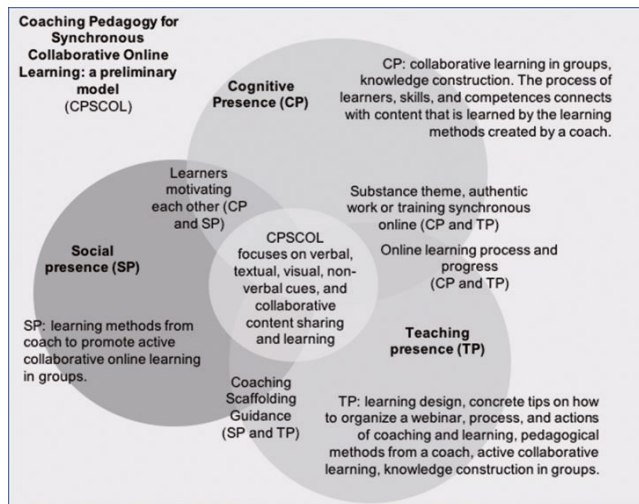 Coaching Pedagogy for
Synchronous
Collaborative Online
Learning: a preliminary
model
(CPSCOL)
Cognitive
Presence (CP)
CP: collaborative learning in groups,
knowledge construction. The process of
learners, skills, and competences connects
with content that is learned by the learning
methods created by a coach.
Learners
motivating
each other (CP
and SP)
Substance theme, authentic
work or training synchronous
online (CP and TP)
Social
presence (SP)
CPSCOL
focuses on verbal,
textual, visual, non-
verbal cues, and
collaborative
content sharing
and learning
Online learning process and
progress
(CP and TP)
SP: learning methods from
coach to promote active
collaborative online learning
in groups.
Teaching
presence (TP)
Coaching
Scaffolding
Guidance
(SP and TP)
TP: learning design, concrete tips on how
to organize a webinar, process, and actions
of coaching and learning, pedagogical
methods from a coach, active collaborative
learning, knowledge construction in groups.